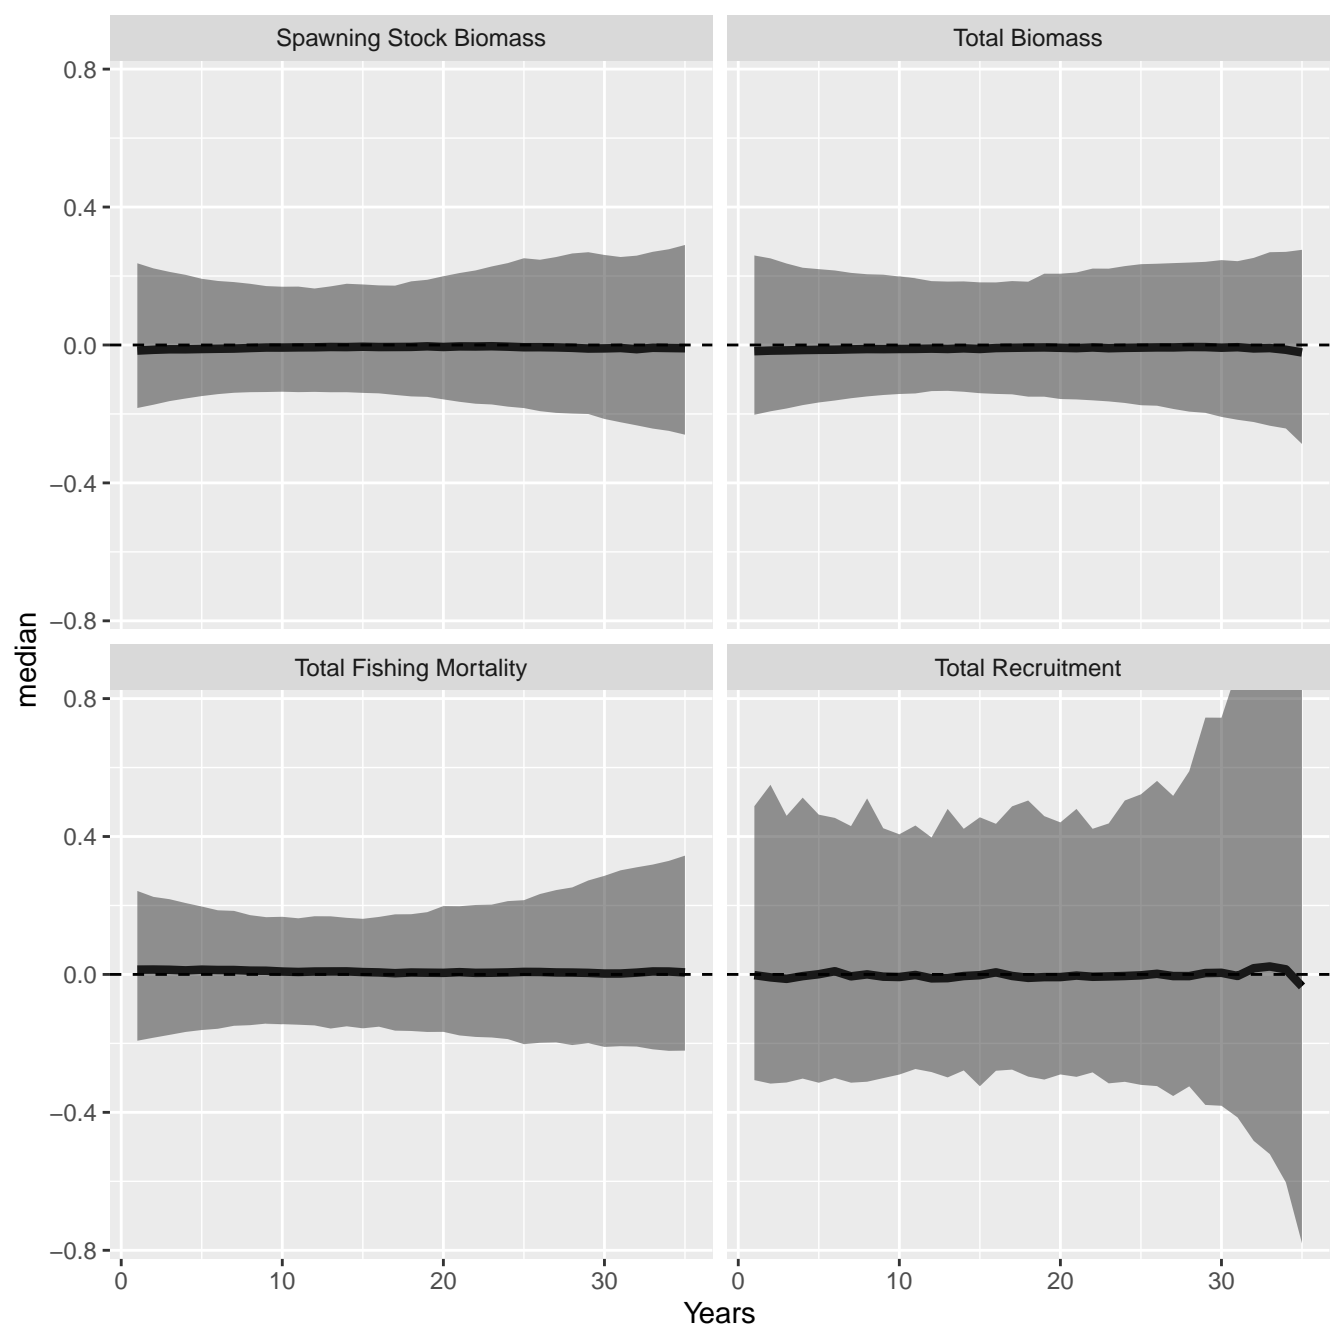 Spawning Stock Biomass
Total Biomass
0.8
0.4
0.0
−0.4
−0.8
median
Total Fishing Mortality
Total Recruitment
0.8
0.4
0.0
−0.4
−0.8
0 10 20 30
0 10 20 30
Years